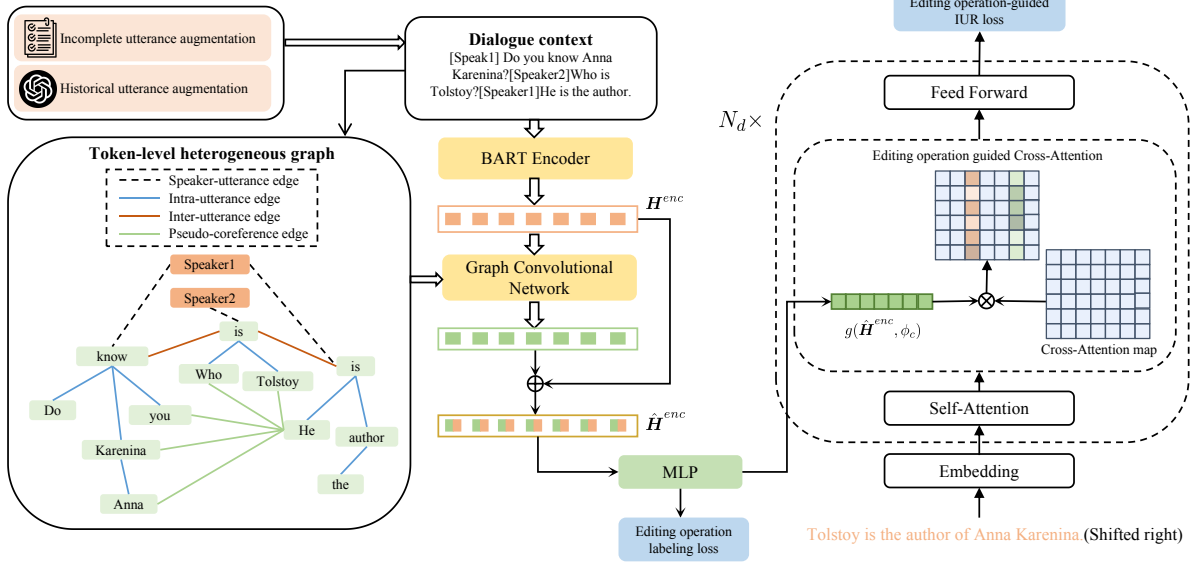 Incomplete utterance augmentation
Historical utterance augmentation
Dialogue context
[Speak1] Do you know Anna
Karenina?[Speaker2]Who is
Tolstoy?[Speaker1]He is the author.
Token-level heterogeneous graph
Speaker-utterance edge
Intra-utterance edge
Inter-utterance edge
Pseudo-coreference edge
Speaker1
Speaker2
is
know
is
Who
Tolstoy
Do
you
He
Karenina
author
the
Anna
BART Encoder
H^{enc}
Graph Convolutional
Network
Ĥ^{enc}
MLP
Editing operation
labeling loss
Editing operation-guided
IUR loss
N_d×
Feed Forward
Editing operation guided Cross-Attention
g(Ĥ^{enc}, ϕ_c)
Cross-Attention map
Self-Attention
Embedding
Tolstoy is the author of Anna Karenina.(Shifted right)